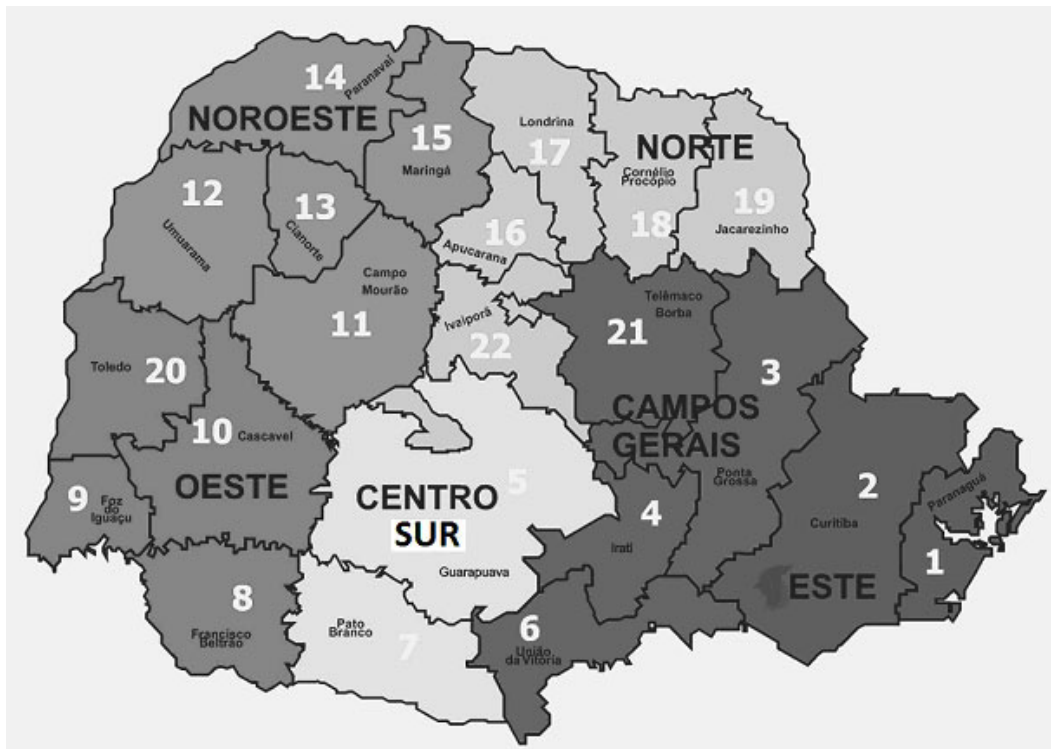 14
Paranavaí
NOROESTE
15
Maringá
Londrina
17
NORTE
Cornélio
Procópio
18
19
Jacarezinho
12
Umuarama
13
Cianorte
16
Apucarana
Campo
Mourão
11
Ivaiporã
22
Telêmaco
Borba
21
3
Toledo
20
10
Cascavel
OESTE
CAMPOS
GERAIS
Ponta
Grossa
9
Foz
do
Iguaçu
CENTRO
SUR
5
Guarapuava
4
Irati
2
Curitiba
Paranaguá
1
ESTE
8
Francisco
Beltrão
Pato
Branco
7
6
União
da Vitória